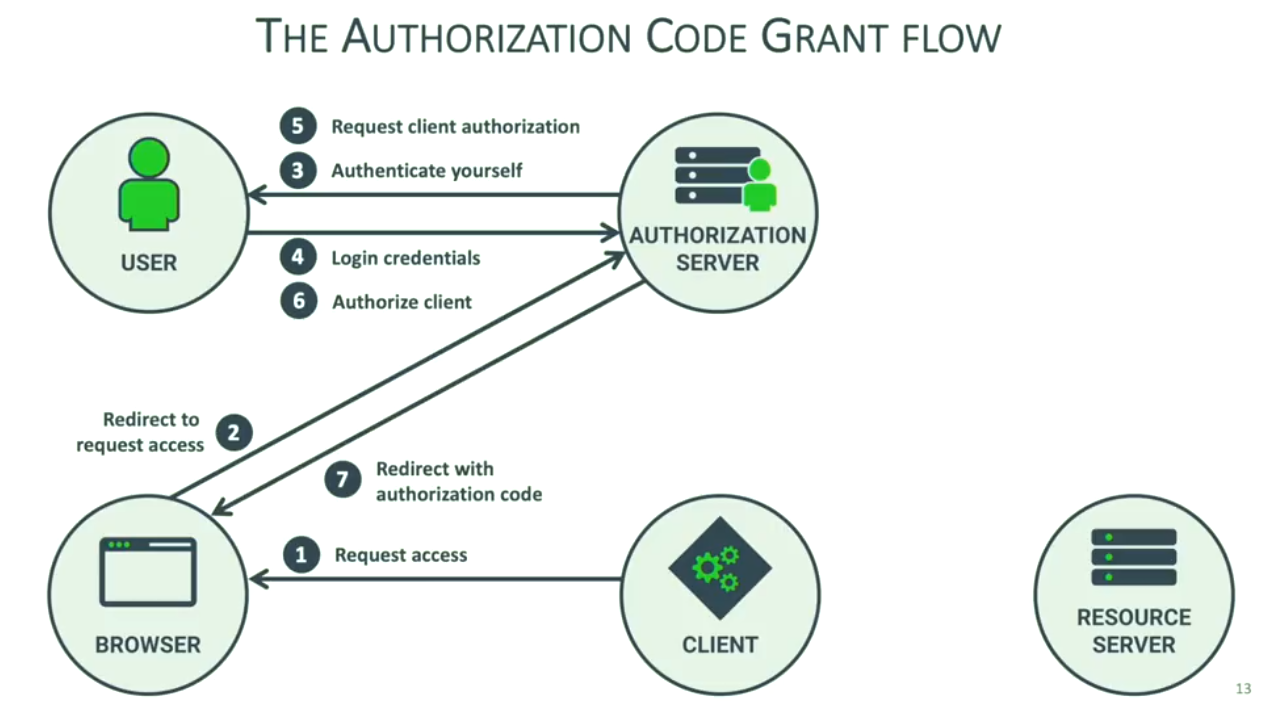 THE AUTHORIZATION CODE GRANT FLOW
5 Request client authorization
3 Authenticate yourself
USER
AUTHORIZATION
SERVER
4 Login credentials
6 Authorize client
Redirect to
request access
2
7
Redirect with
authorization code
1 Request access
BROWSER
CLIENT
RESOURCE
SERVER
13